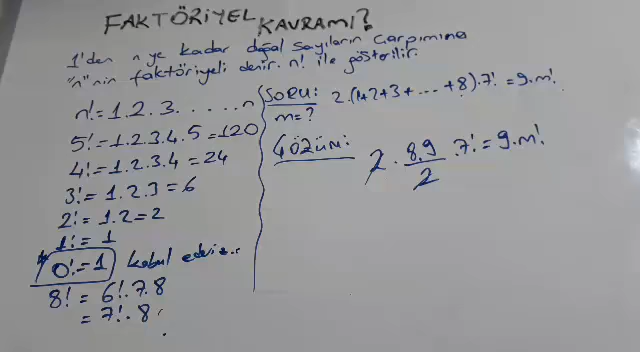 FAKTÖRİYEL KAVRAMI?
1'den n'ye kadar doğal sayıların çarpımına
"n"nin faktöriyeli denir. n! ile gösterilir.
n! = 1.2.3.....n
5! = 1.2.3.4.5 = 120
4! = 1.2.3.4 = 24
3! = 1.2.3 = 6
2! = 1.2 = 2
1! = 1
* 0! = 1 kabul edilir.
8! = 6!.7.8
= 7!.8
SORU: 2.(1+2+3+...+8).7! = 9.m!
m = ?
ÇÖZÜM:
2 . 8.9/2 . 7! = 9.m!